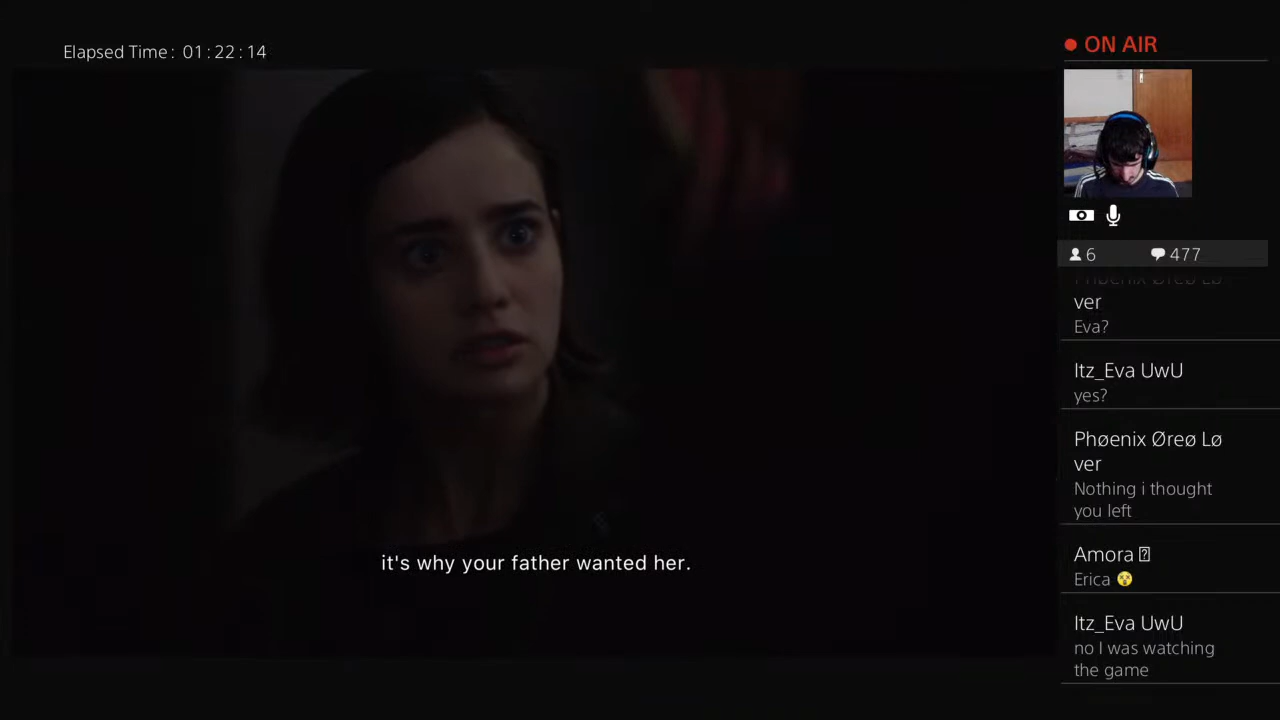 Elapsed Time: 01:22:14
ON AIR
6 477
ver
Eva?
Itz_Eva UwU
yes?
Phøenix Øreø Lø
ver
Nothing i thought
you left
Amora
Erica 😵
Itz_Eva UwU
no I was watching
the game
it's why your father wanted her.